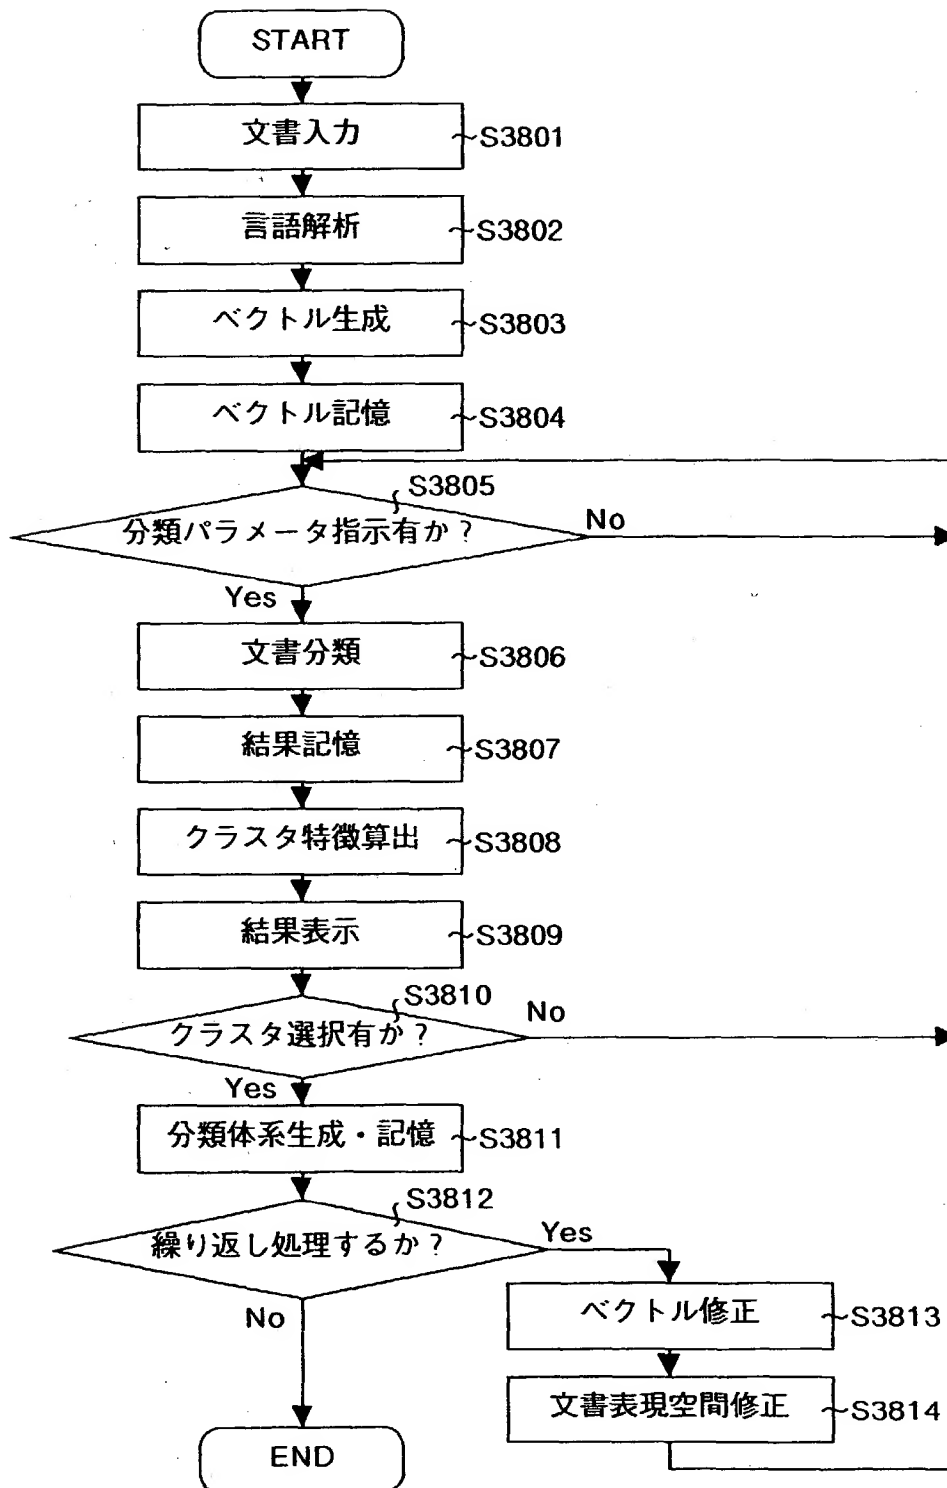 START
文書入力
S3801
言語解析
S3802
ベクトル生成
S3803
ベクトル記憶
S3804
S3805
分類パラメータ指示有か？
No
Yes
文書分類
S3806
結果記憶
S3807
クラスタ特徴算出
S3808
結果表示
S3809
S3810
クラスタ選択有か？
No
Yes
分類体系生成・記憶
S3811
S3812
繰り返し処理するか？
Yes
No
ベクトル修正
S3813
文書表現空間修正
S3814
END